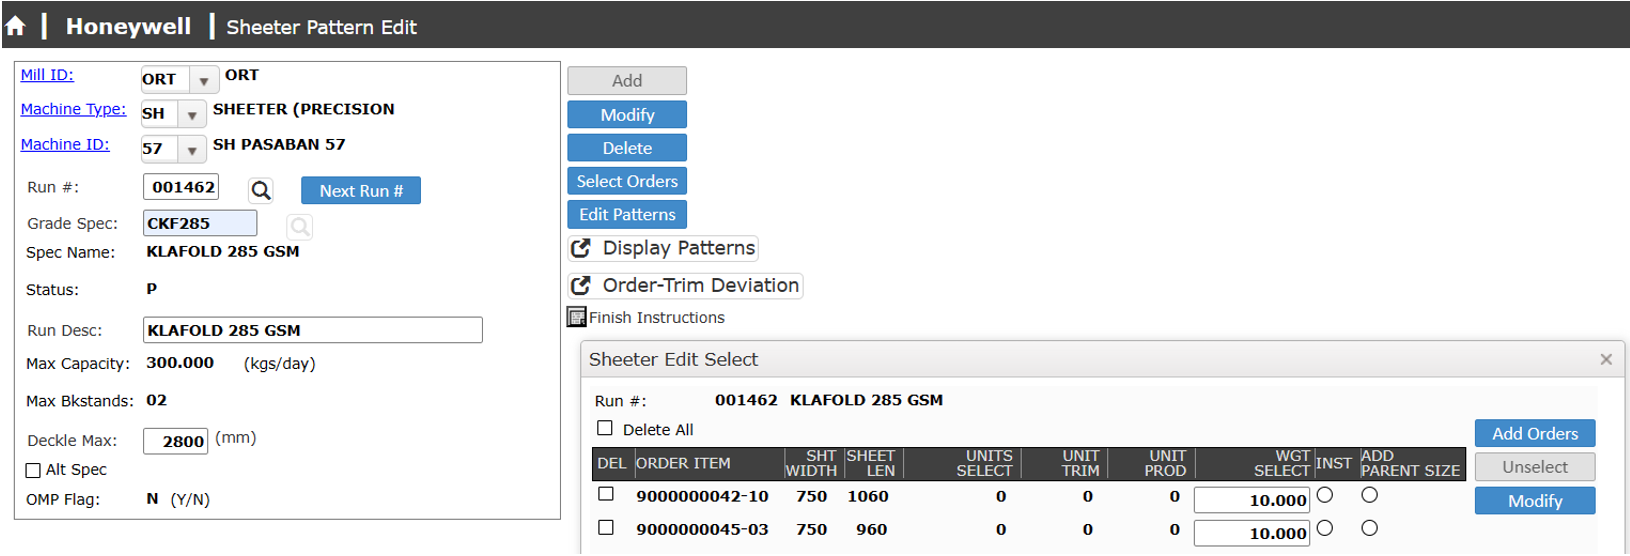 Honeywell | Sheeter Pattern Edit
Mill ID: ORT ORT
Machine Type: SH SHEETER (PRECISION
Machine ID: 57 SH PASABAN 57
Run #: 001462 Next Run #
Grade Spec: CKF285
Spec Name: KLAFOLD 285 GSM
Status: P
Run Desc: KLAFOLD 285 GSM
Max Capacity: 300.000 (kgs/day)
Max Bkstands: 02
Deckle Max: 2800 (mm)
Alt Spec
OMP Flag: N (Y/N)
Add
Modify
Delete
Select Orders
Edit Patterns
Display Patterns
Order-Trim Deviation
Finish Instructions
Sheeter Edit Select
Run #: 001462 KLAFOLD 285 GSM
Delete All
Add Orders
Unselect
Modify
DEL ORDER ITEM SHT WIDTH SHEET LEN UNITS SELECT UNIT TRIM UNIT PROD WGT SELECT INST ADD PARENT SIZE
9000000042-10 750 1060 0 0 0 10.000
9000000045-03 750 960 0 0 0 10.000